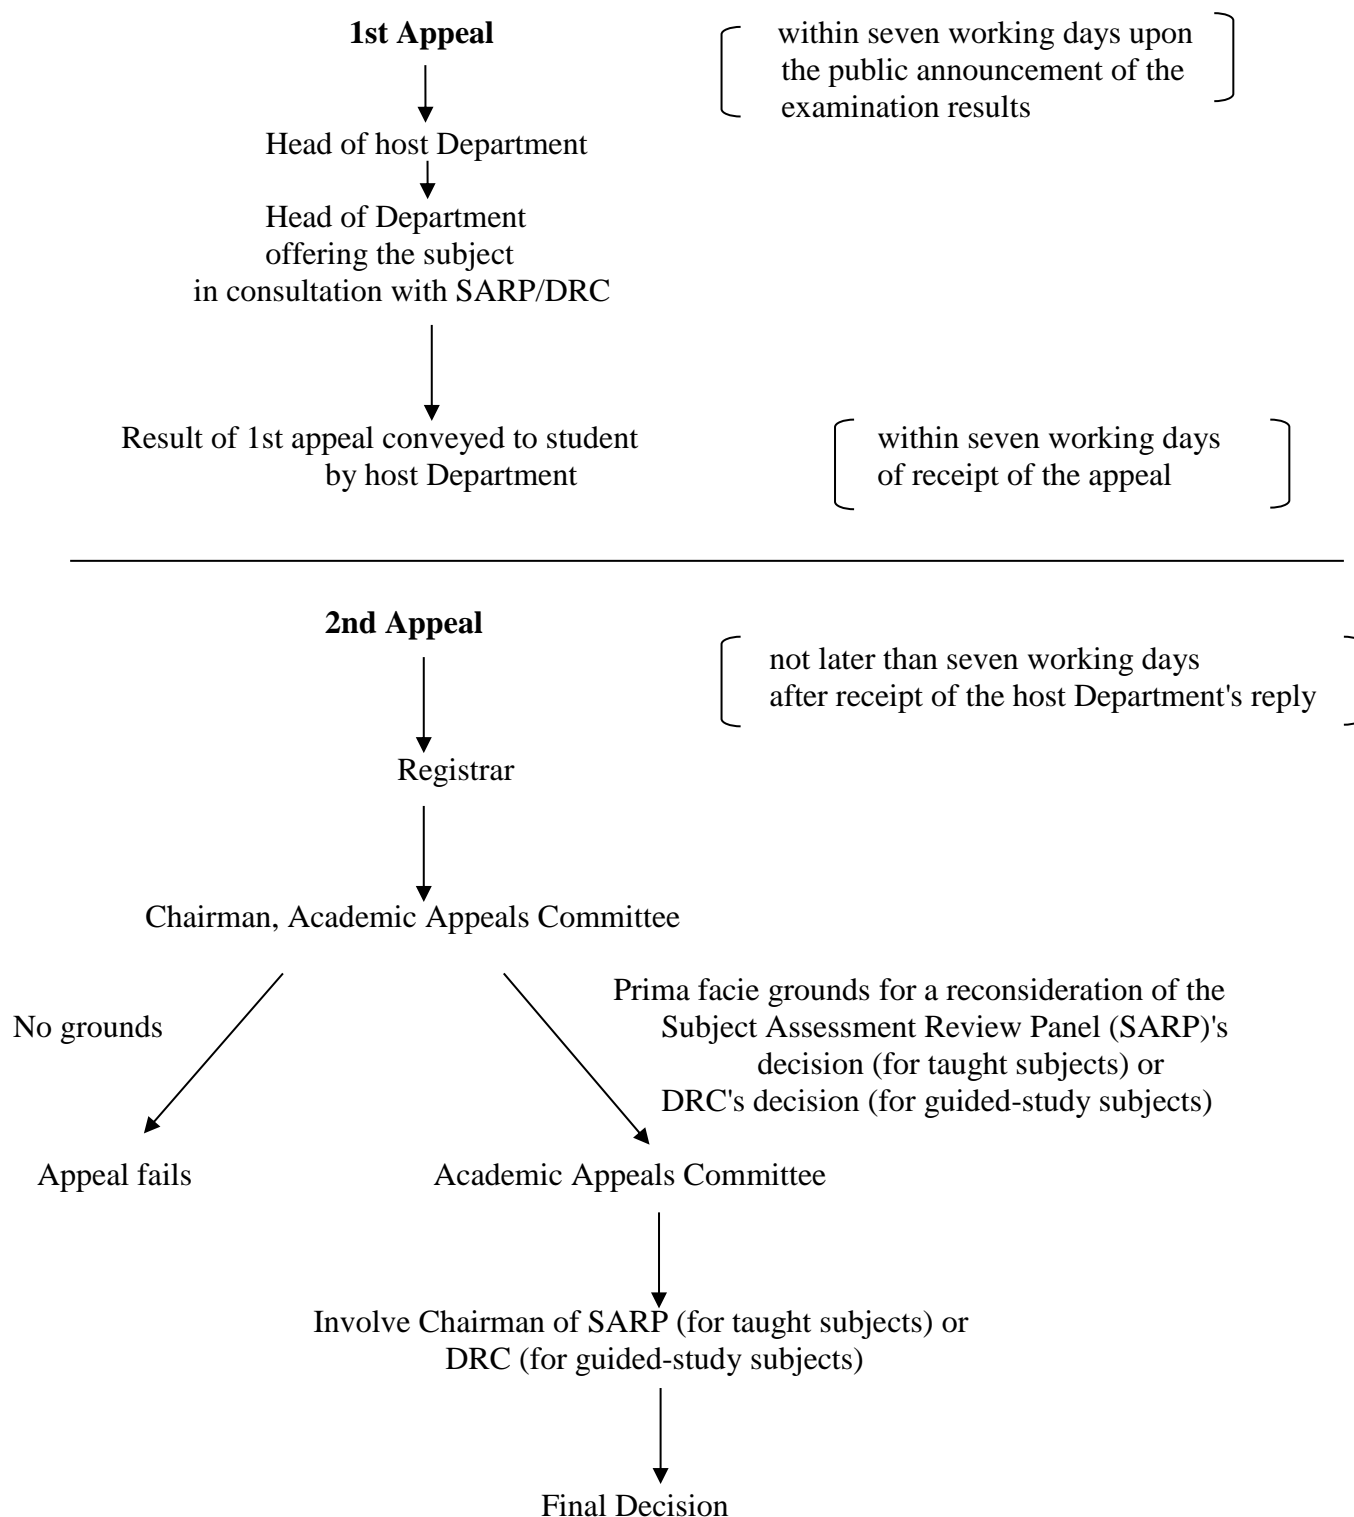 1st Appeal
within seven working days upon
the public announcement of the
examination results
Head of host Department
Head of Department
offering the subject
in consultation with SARP/DRC
Result of 1st appeal conveyed to student
by host Department
within seven working days
of receipt of the appeal
2nd Appeal
not later than seven working days
after receipt of the host Department's reply
Registrar
Chairman, Academic Appeals Committee
No grounds
Prima facie grounds for a reconsideration of the
Subject Assessment Review Panel (SARP)'s
decision (for taught subjects) or
DRC's decision (for guided-study subjects)
Appeal fails
Academic Appeals Committee
Involve Chairman of SARP (for taught subjects) or
DRC (for guided-study subjects)
Final Decision